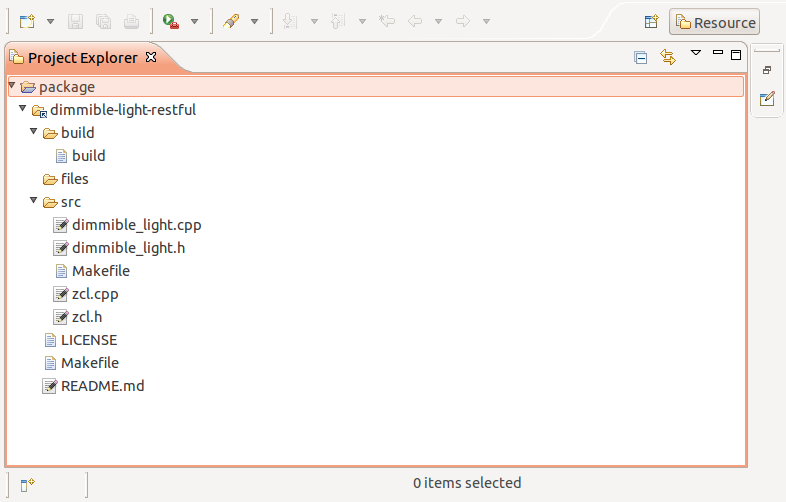 Resource
Project Explorer
package
dimmible-light-restful
build
build
files
src
dimmible_light.cpp
dimmible_light.h
Makefile
zcl.cpp
zcl.h
LICENSE
Makefile
README.md
0 items selected